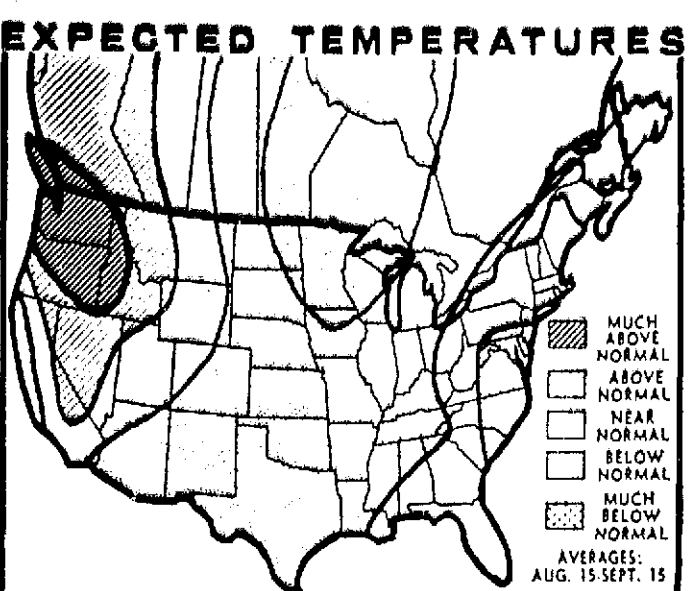 EXPECTED TEMPERATURES
MUCH
ABOVE
NORMAL
ABOVE
NORMAL
NEAR
NORMAL
BELOW
NORMAL
MUCH
BELOW
NORMAL
AVERAGES:
AUG. 15-SEPT. 15